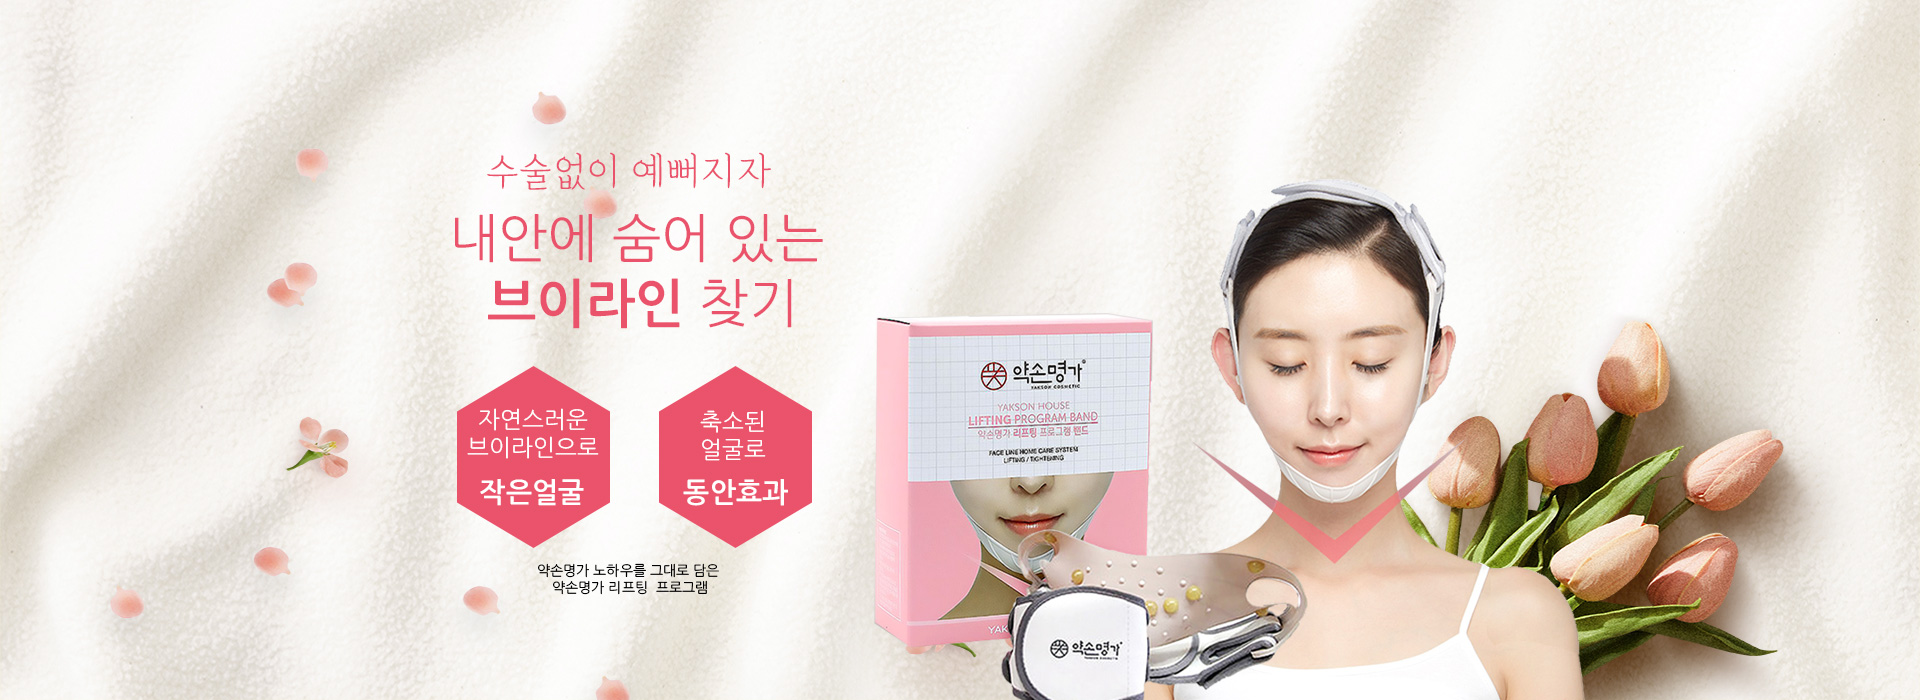 수술없이 예뻐지자
내안에 숨어 있는
브이라인 찾기
자연스러운
브이라인으로
작은얼굴
축소된
얼굴로
동안효과
약손명가 노하우를 그대로 담은
약손명가 리프팅 프로그램
약손명가
YAKSON COSMETIC
YAKSON HOUSE
LIFTING PROGRAM BAND
약손명가 리프팅 프로그램 밴드
FACE LINE HOME CARE SYSTEM
LIFTING / TIGHTENING
약손명가
YAKSON COSMETIC